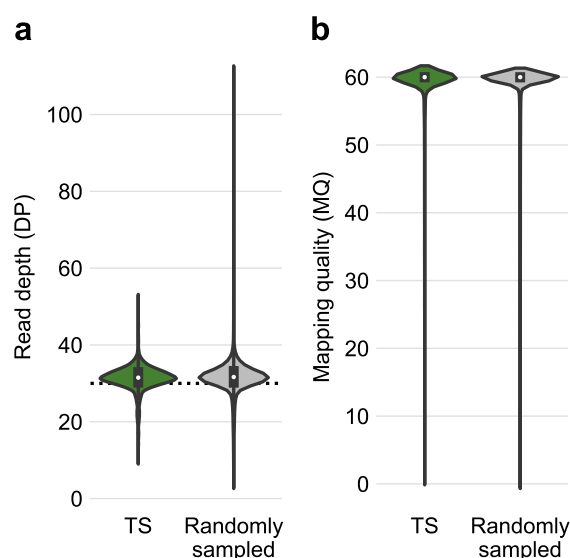 a
b
Read depth (DP)
100
80
60
40
20
0
TS
Randomly
sampled
Mapping quality (MQ)
60
50
40
30
20
10
0
TS
Randomly
sampled